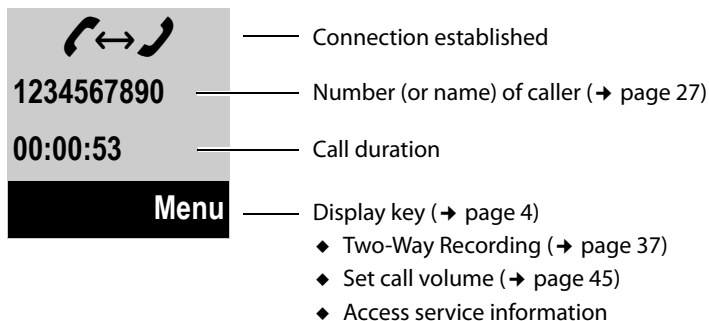 Connection established
1234567890 Number (or name) of caller (➔ page 27)
00:00:53 Call duration
Menu Display key (➔ page 4)
◆ Two-Way Recording (➔ page 37)
◆ Set call volume (➔ page 45)
◆ Access service information